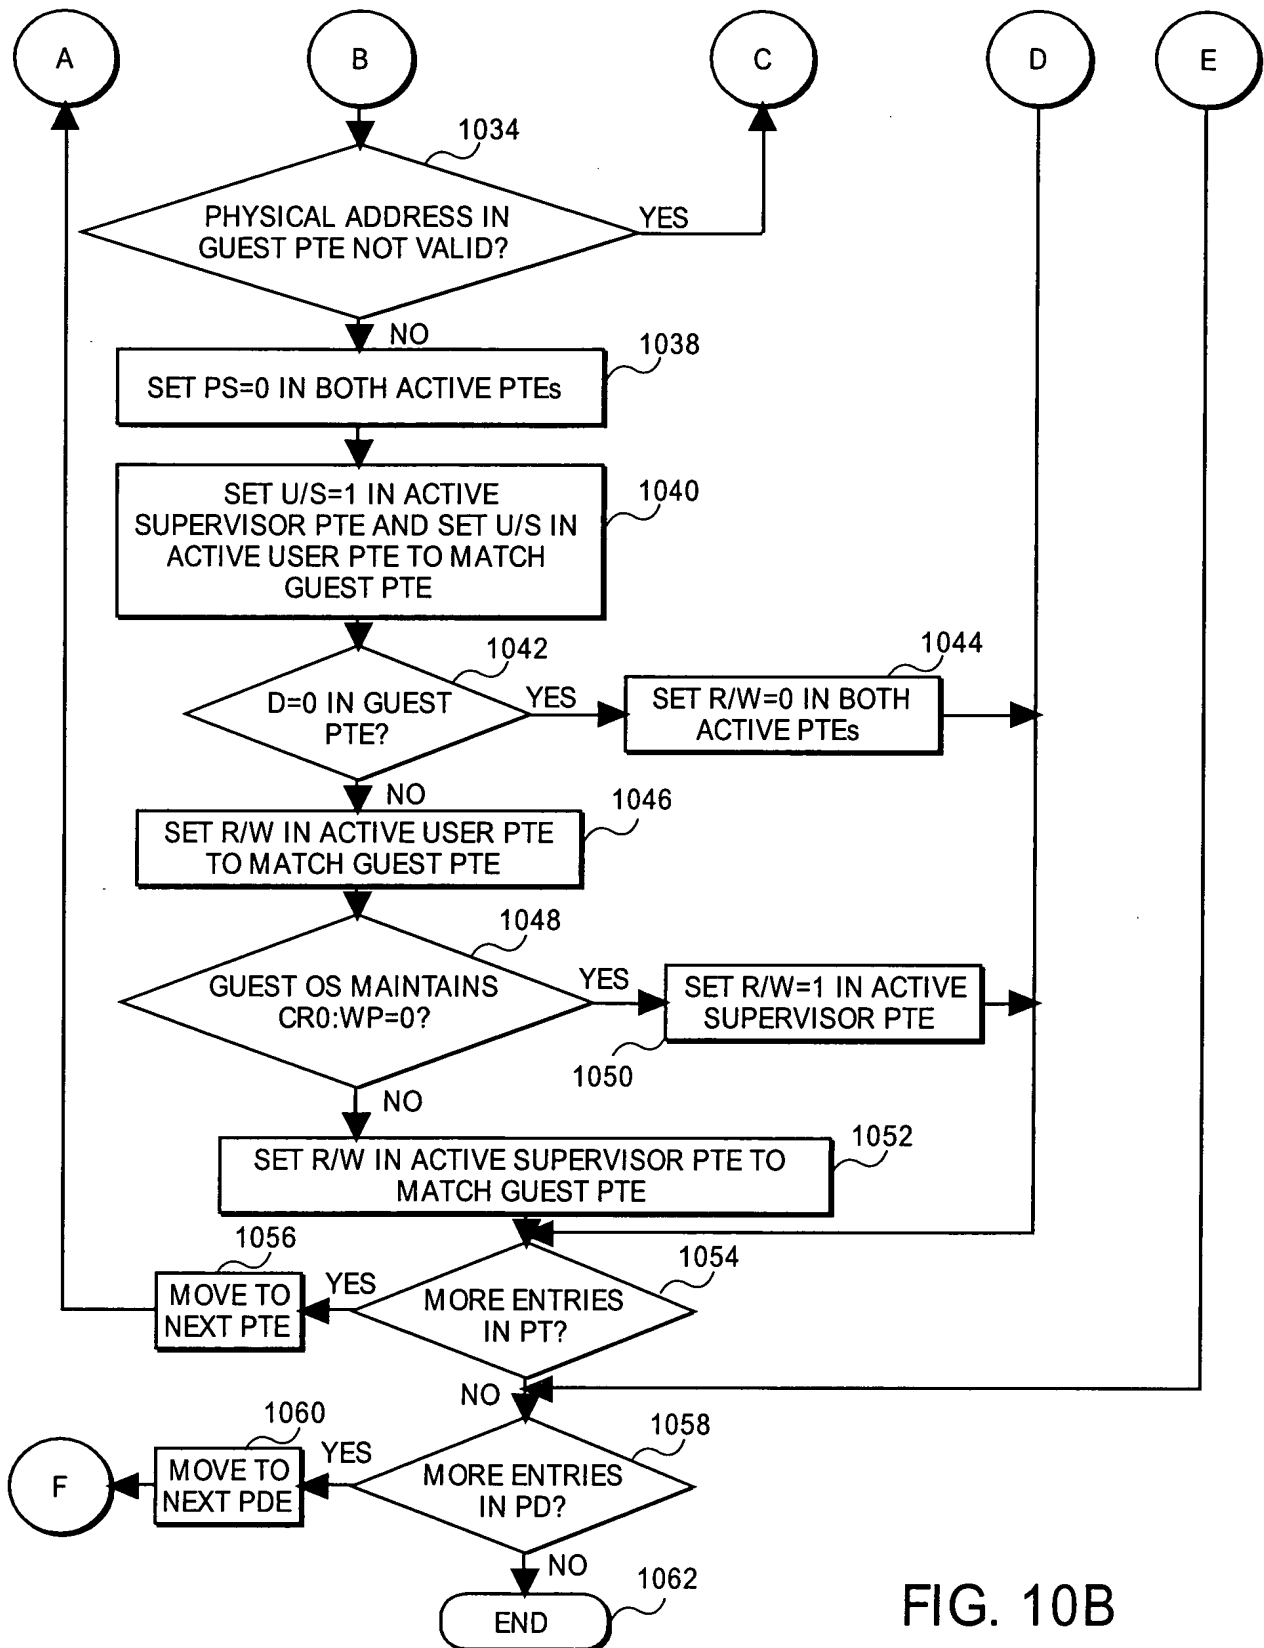 A
B
C
D
E
1034
PHYSICAL ADDRESS IN
GUEST PTE NOT VALID?
YES
NO
1038
SET PS=0 IN BOTH ACTIVE PTEs
1040
SET U/S=1 IN ACTIVE
SUPERVISOR PTE AND SET U/S IN
ACTIVE USER PTE TO MATCH
GUEST PTE
1042
D=0 IN GUEST
PTE?
YES
1044
SET R/W=0 IN BOTH
ACTIVE PTEs
NO
1046
SET R/W IN ACTIVE USER PTE
TO MATCH GUEST PTE
1048
GUEST OS MAINTAINS
CR0:WP=0?
YES
SET R/W=1 IN ACTIVE
SUPERVISOR PTE
1050
NO
1052
SET R/W IN ACTIVE SUPERVISOR PTE TO
MATCH GUEST PTE
1054
MORE ENTRIES
IN PT?
YES
1056
MOVE TO
NEXT PTE
NO
1058
MORE ENTRIES
IN PD?
YES
1060
MOVE TO
NEXT PDE
F
NO
1062
END
FIG. 10B